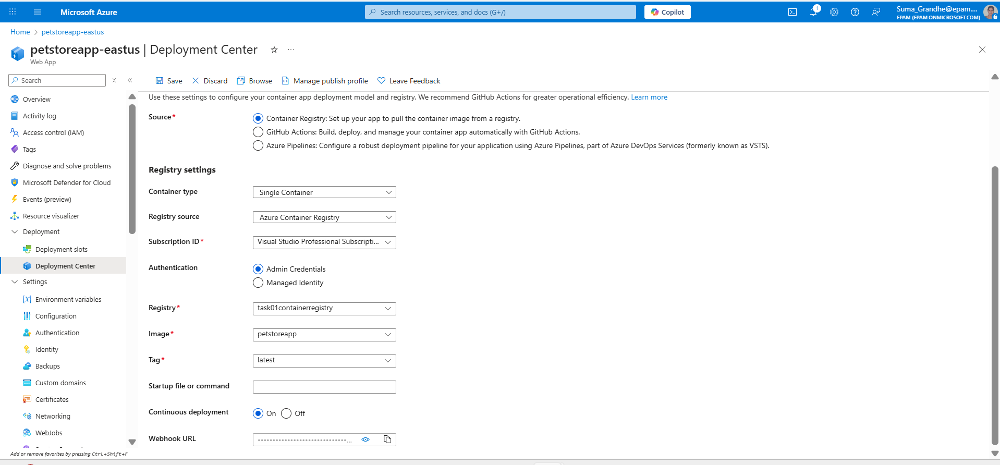 Microsoft Azure
Search resources, services, and docs (G+/)
Copilot
1
Suma_Grandhe@epam....
EPAM (EPAM.ONMICROSOFT.COM)
Home > petstoreapp-eastus
petstoreapp-eastus | Deployment Center
Web App
Search
Save
Discard
Browse
Manage publish profile
Leave Feedback
Overview
Activity log
Access control (IAM)
Tags
Diagnose and solve problems
Microsoft Defender for Cloud
Events (preview)
Resource visualizer
Deployment
Deployment slots
Deployment Center
Settings
Environment variables
Configuration
Authentication
Identity
Backups
Custom domains
Certificates
Networking
WebJobs
Add or remove favorites by pressing Ctrl+Shift+F
Use these settings to configure your container app deployment model and registry. We recommend GitHub Actions for greater operational efficiency. Learn more
Source*
Container Registry: Set up your app to pull the container image from a registry.
GitHub Actions: Build, deploy, and manage your container app automatically with GitHub Actions.
Azure Pipelines: Configure a robust deployment pipeline for your application using Azure Pipelines, part of Azure DevOps Services (formerly known as VSTS).
Registry settings
Container type
Single Container
Registry source
Azure Container Registry
Subscription ID*
Visual Studio Professional Subscripti...
Authentication
Admin Credentials
Managed Identity
Registry*
task01containerregistry
Image*
petstoreapp
Tag*
latest
Startup file or command
Continuous deployment
On
Off
Webhook URL